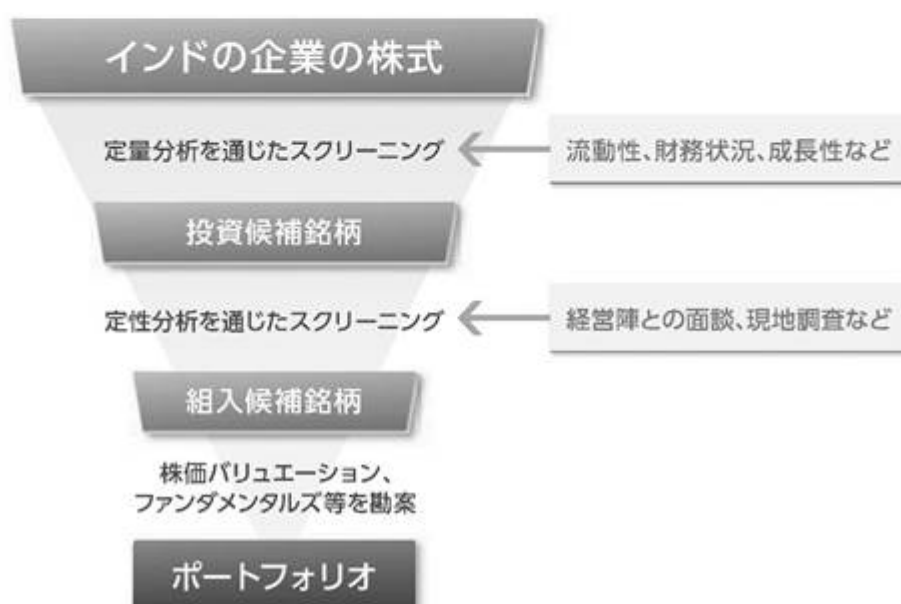 インドの企業の株式
定量分析を通じたスクリーニング
流動性、財務状況、成長性など
投資候補銘柄
定性分析を通じたスクリーニング
経営陣との面談、現地調査など
組入候補銘柄
株価バリュエーション、
ファンダメンタルズ等を勘案
ポートフォリオ